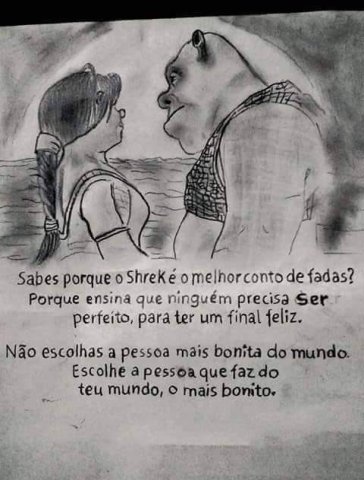 Sabes porque o Shrek é o melhor conto de fadas?
Porque ensina que ninguém precisa ser
perfeito, para ter um final feliz.
Não escolhas a pessoa mais bonita do mundo.
Escolhe a pessoa que faz do
teu mundo, o mais bonito.